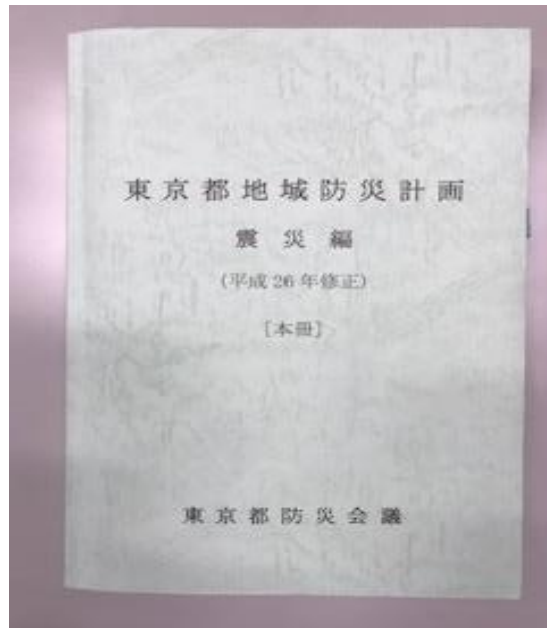 東京都地域防災計画
震災編
(平成26年修正)
[本冊]
東京都防災会議